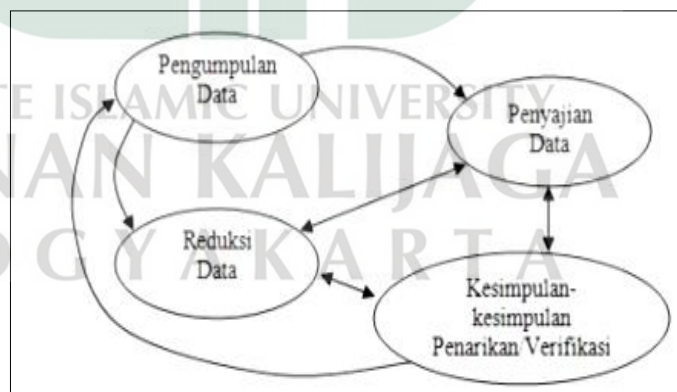 Pengumpulan
Data
STATE ISLAMIC UNIVERSITY
Penyajian
Data
SUNAN KALIJAGA
Reduksi
Data
YOGYAKARTA
Kesimpulan-
kesimpulan
Penarikan/Verifikasi